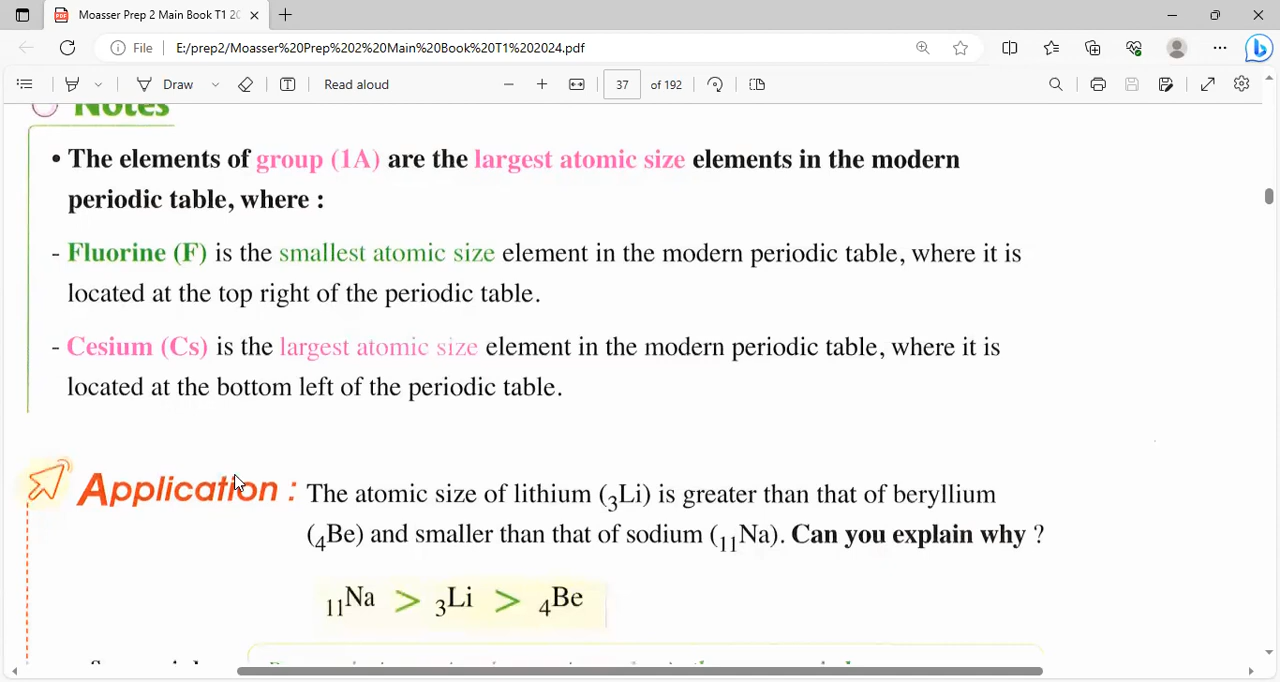 Moasser Prep 2 Main Book T1 20
File
E:/prep2/Moasser%20Prep%202%20Main%20Book%20T1%202024.pdf
Draw
Read aloud
37 of 192
Notes
• The elements of group (1A) are the largest atomic size elements in the modern
periodic table, where :
- Fluorine (F) is the smallest atomic size element in the modern periodic table, where it is
located at the top right of the periodic table.
- Cesium (Cs) is the largest atomic size element in the modern periodic table, where it is
located at the bottom left of the periodic table.
Application : The atomic size of lithium (₃Li) is greater than that of beryllium
(₄Be) and smaller than that of sodium (₁₁Na). Can you explain why ?
₁₁Na > ₃Li > ₄Be